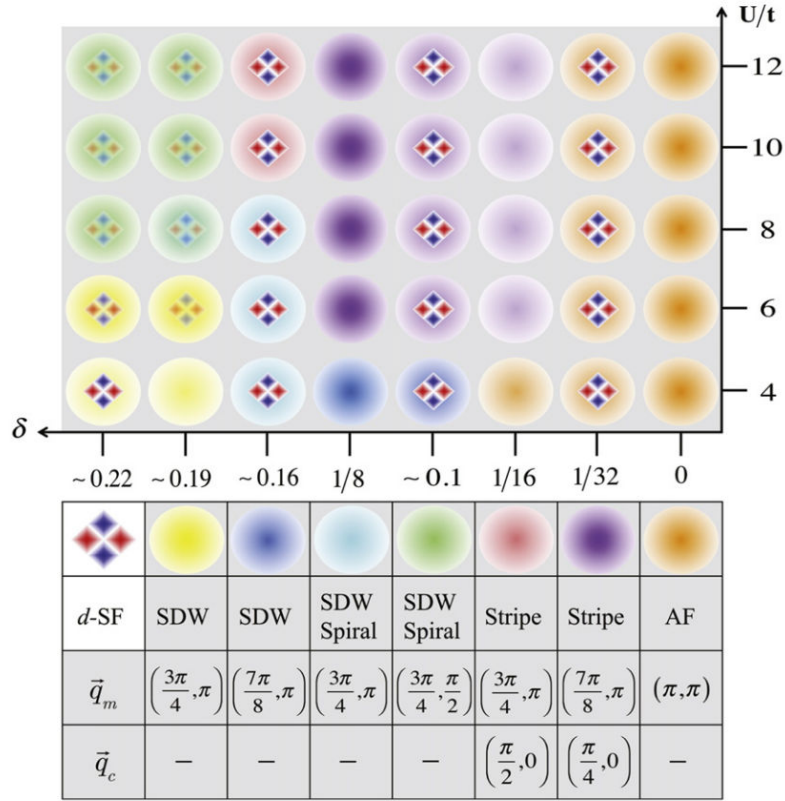 U/t
12
10
8
6
4
δ
~0.22 ~0.19 ~0.16 1/8 ~0.1 1/16 1/32 0
d-SF SDW SDW SDW Spiral SDW Spiral Stripe Stripe AF
q⃗_m (3π/4,π) (7π/8,π) (3π/4,π) (3π/4,π/2) (3π/4,π) (7π/8,π) (π,π)
q⃗_c – – – – (π/2,0) (π/4,0) –